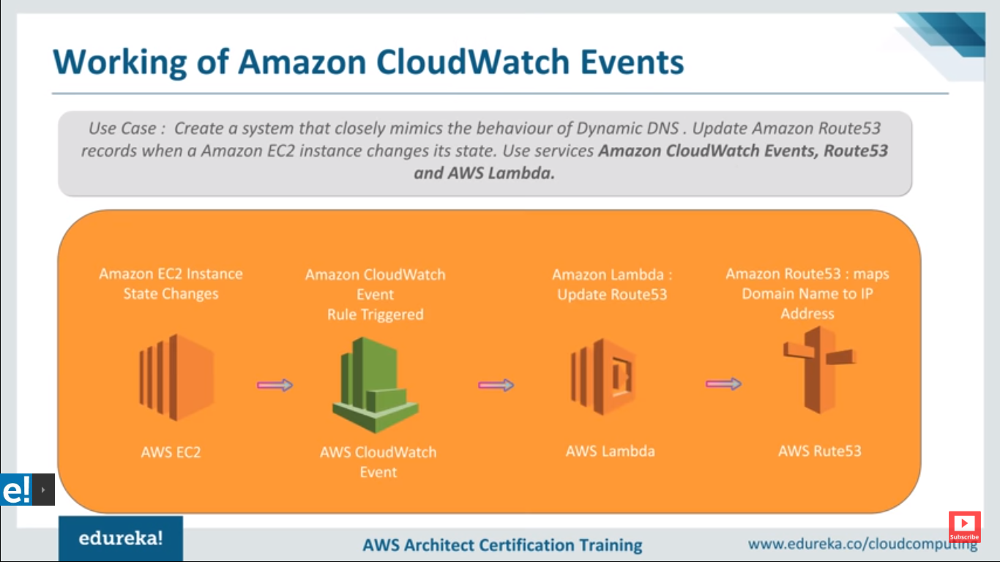 Working of Amazon CloudWatch Events
Use Case : Create a system that closely mimics the behaviour of Dynamic DNS . Update Amazon Route53
records when a Amazon EC2 instance changes its state. Use services Amazon CloudWatch Events, Route53
and AWS Lambda.
Amazon EC2 Instance
State Changes
AWS EC2
Amazon CloudWatch
Event
Rule Triggered
AWS CloudWatch
Event
Amazon Lambda :
Update Route53
AWS Lambda
Amazon Route53 : maps
Domain Name to IP
Address
AWS Rute53
e!
edureka!
AWS Architect Certification Training
www.edureka.co/cloudcomputing
Subscribe